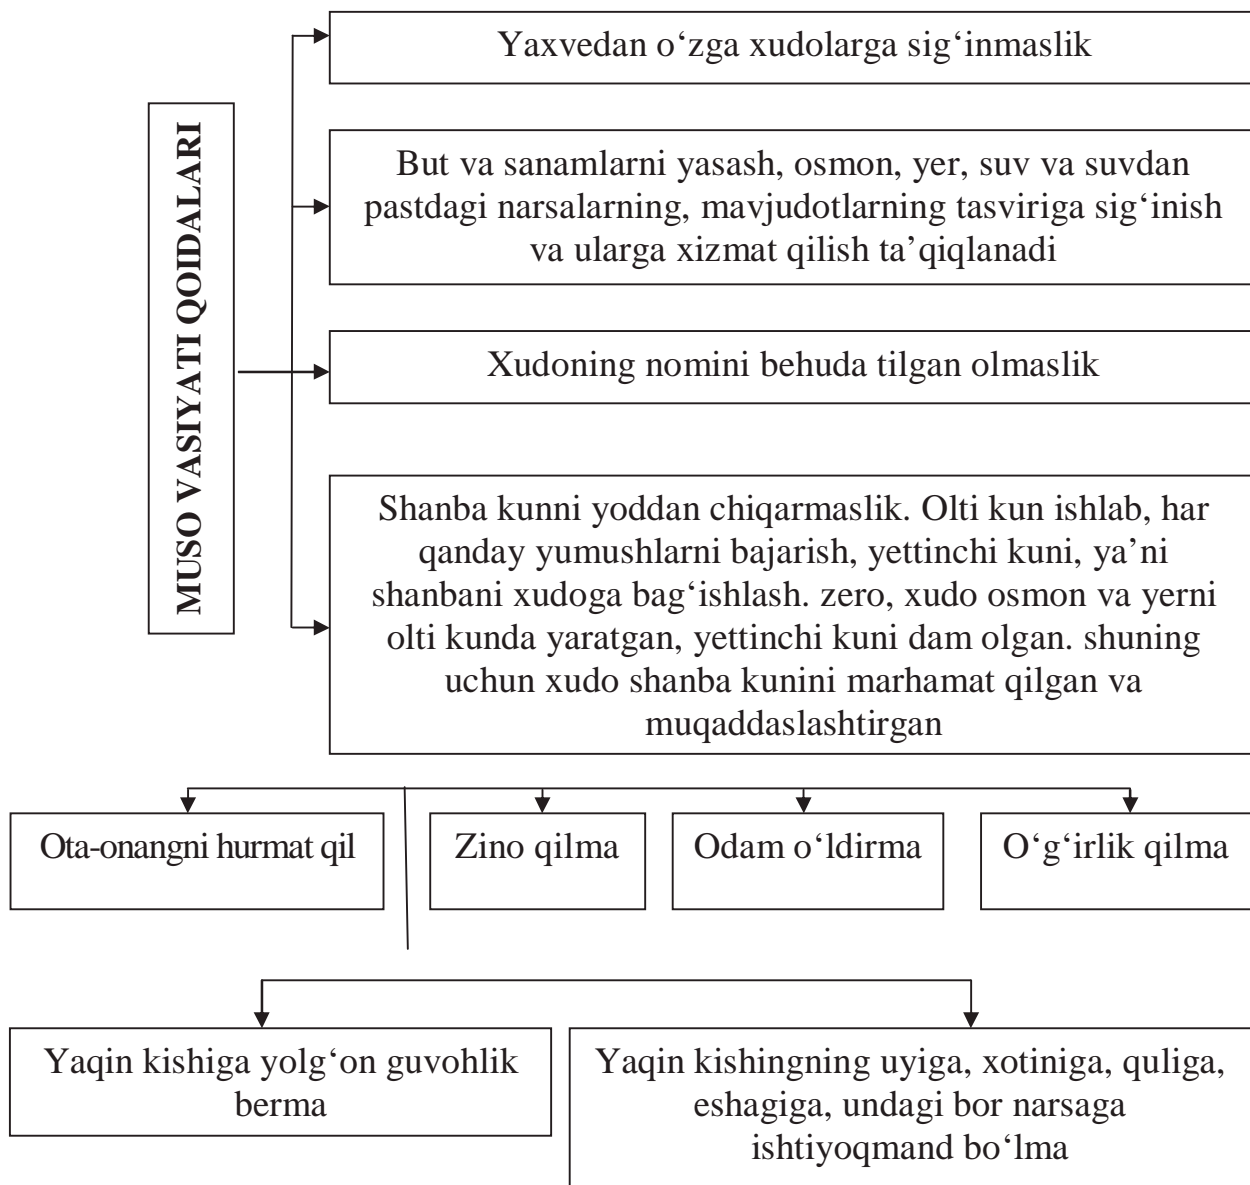 MUSO VASIYATI QOIDALARI
Yaxvedan o‘zga xudolarga sig‘inmaslik
But va sanamlarni yasash, osmon, yer, suv va suvdan
pastdagi narsalarning, mavjudotlarning tasviriga sig‘inish
va ularga xizmat qilish ta’qiqlanadi
Xudoning nomini behuda tilgan olmaslik
Shanba kunni yoddan chiqarmaslik. Olti kun ishlab, har
qanday yumushlarni bajarish, yettinchi kuni, ya’ni
shanbani xudoga bag‘ishlash. zero, xudo osmon va yerni
olti kunda yaratgan, yettinchi kuni dam olgan. shuning
uchun xudo shanba kunini marhamat qilgan va
muqaddaslashtirgan
Ota-onangni hurmat qil
Zino qilma
Odam o‘ldirma
O‘g‘irlik qilma
Yaqin kishiga yolg‘on guvohlik
berma
Yaqin kishingning uyiga, xotiniga, quliga,
eshagiga, undagi bor narsaga
ishtiyoqmand bo‘lma